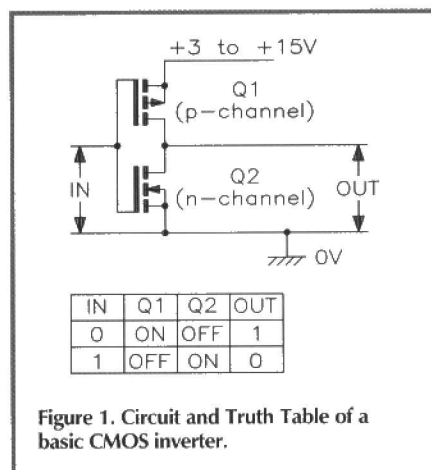 +3 to +15V
Q1
(p-channel)
IN
Q2
(n-channel)
OUT
0V
IN Q1 Q2 OUT
0 ON OFF 1
1 OFF ON 0
Figure 1. Circuit and Truth Table of a
basic CMOS inverter.